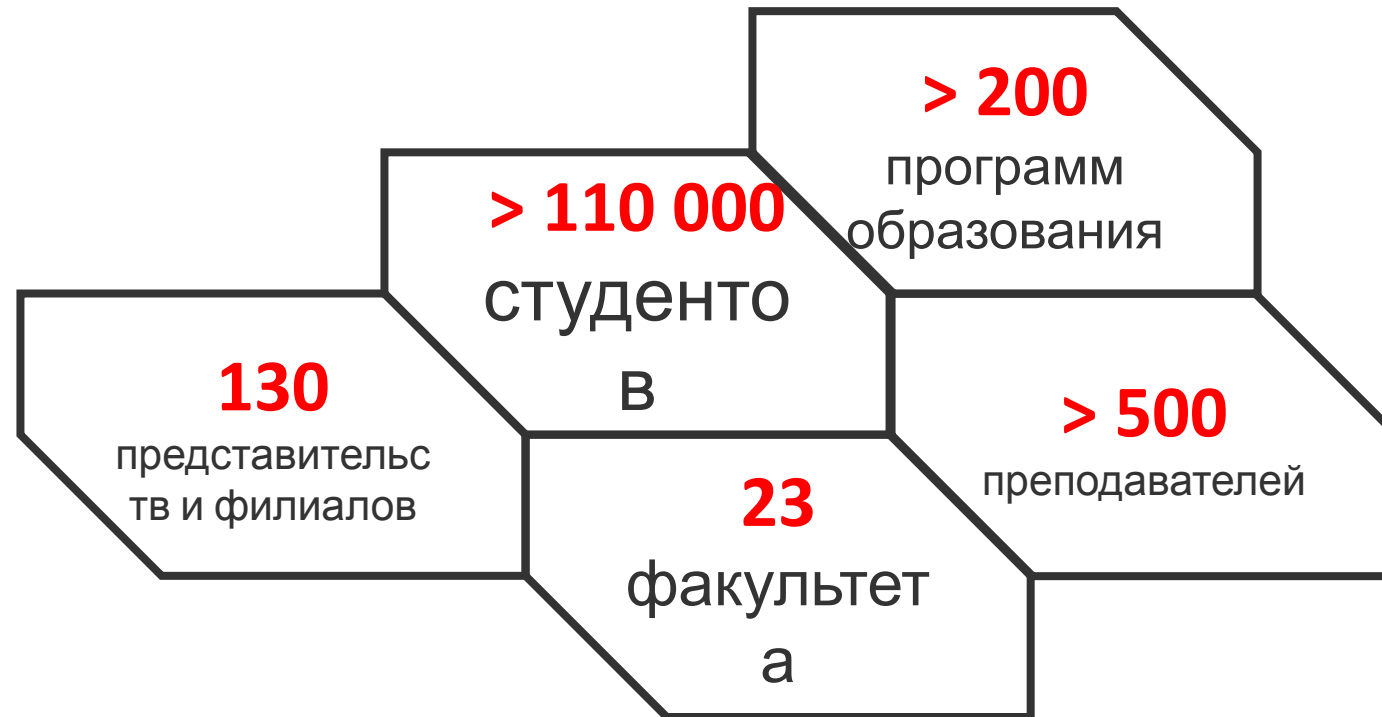 > 200
программ
образования
> 110 000
студенто
в
130
представительс
тв и филиалов
> 500
преподавателей
23
факультет
а